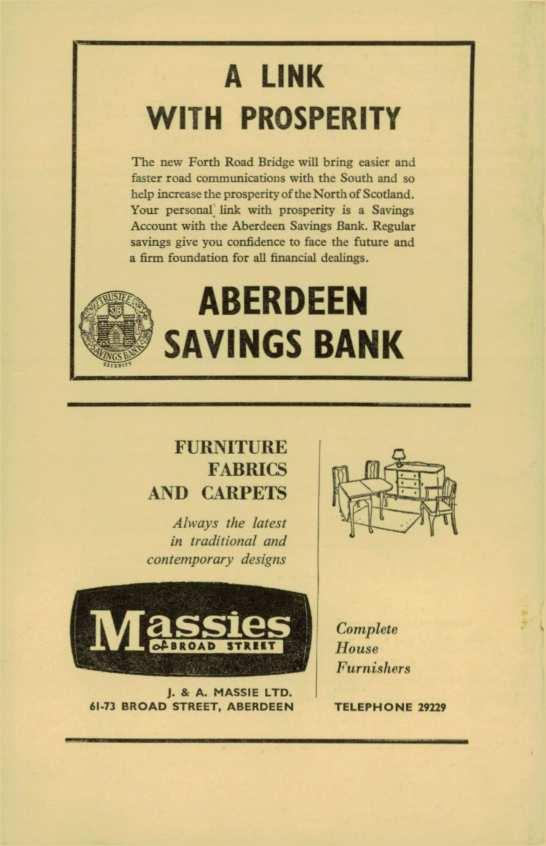 A LINK
WITH PROSPERITY
The new Forth Road Bridge will bring easier and
faster road communications with the South and so
help increase the prosperity of the North of Scotland.
Your personal link with prosperity is a Savings
Account with the Aberdeen Savings Bank. Regular
savings give you confidence to face the future and
a firm foundation for all financial dealings.
TRUSTEE
SAVINGS BANK
SECURITY
ABERDEEN
SAVINGS BANK
FURNITURE
FABRICS
AND CARPETS
Always the latest
in traditional and
contemporary designs
Massies
of BROAD STREET
J. & A. MASSIE LTD.
61-73 BROAD STREET, ABERDEEN
Complete
House
Furnishers
TELEPHONE 29229